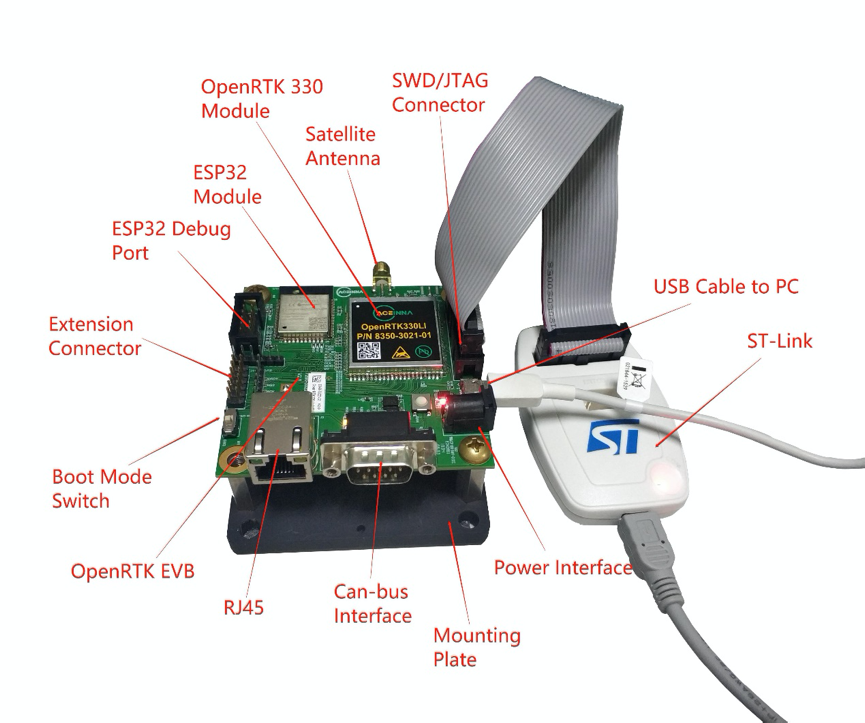 OpenRTK 330
Module
SWD/JTAG
Connector
Satellite
Antenna
ESP32
Module
ESP32 Debug
Port
USB Cable to PC
Extension
Connector
ST-Link
ACEINNA
OpenRTK330LI
P/N 8350-3021-01
Boot Mode
Switch
OpenRTK EVB
Power Interface
RJ45
Can-bus
Interface
Mounting
Plate